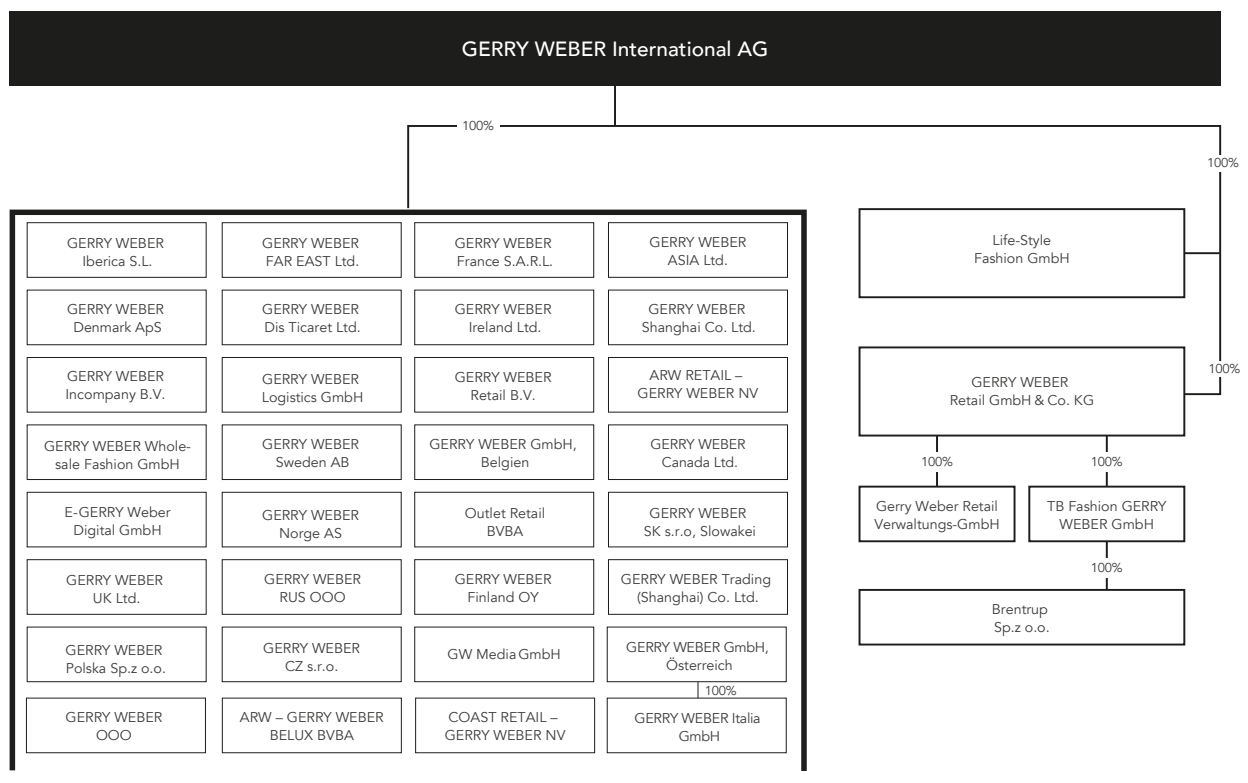 GERRY WEBER International AG
100%
100%
GERRY WEBER
Iberica S.L.
GERRY WEBER
FAR EAST Ltd.
GERRY WEBER
France S.A.R.L.
GERRY WEBER
ASIA Ltd.
Life-Style
Fashion GmbH
GERRY WEBER
Denmark ApS
GERRY WEBER
Dis Ticaret Ltd.
GERRY WEBER
Ireland Ltd.
GERRY WEBER
Shanghai Co. Ltd.
GERRY WEBER
Incompany B.V.
GERRY WEBER
Logistics GmbH
GERRY WEBER
Retail B.V.
ARW RETAIL –
GERRY WEBER NV
GERRY WEBER
Retail GmbH & Co. KG
100%
GERRY WEBER Whole-
sale Fashion GmbH
GERRY WEBER
Sweden AB
GERRY WEBER GmbH,
Belgien
GERRY WEBER
Canada Ltd.
100%
100%
E-GERRY Weber
Digital GmbH
GERRY WEBER
Norge AS
Outlet Retail
BVBA
GERRY WEBER
SK s.r.o, Slowakei
Gerry Weber Retail
Verwaltungs-GmbH
TB Fashion GERRY
WEBER GmbH
GERRY WEBER
UK Ltd.
GERRY WEBER
RUS OOO
GERRY WEBER
Finland OY
GERRY WEBER Trading
(Shanghai) Co. Ltd.
100%
Brentrup
Sp.z o.o.
GERRY WEBER
Polska Sp.z o.o.
GERRY WEBER
CZ s.r.o.
GW Media GmbH
GERRY WEBER GmbH,
Österreich
100%
GERRY WEBER
OOO
ARW – GERRY WEBER
BELUX BVBA
COAST RETAIL –
GERRY WEBER NV
GERRY WEBER Italia
GmbH